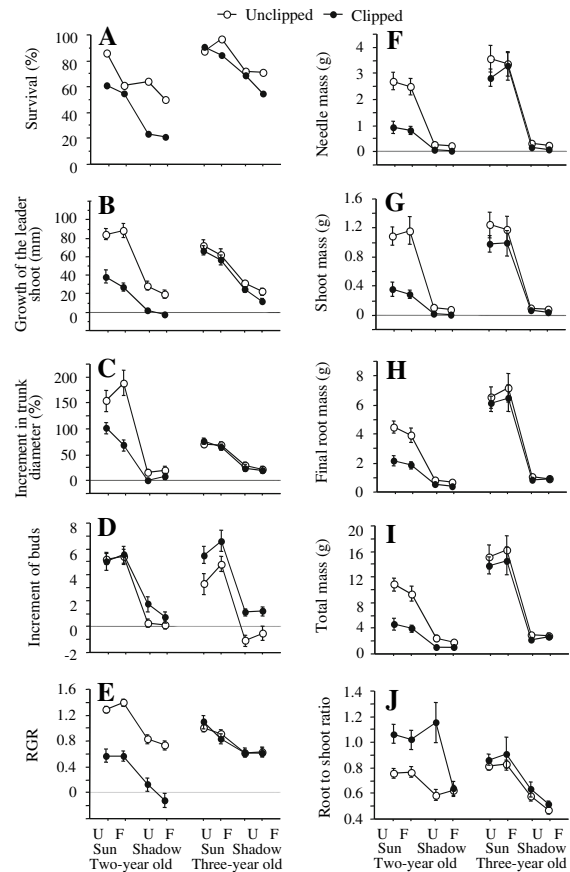 Unclipped Clipped
A
Survival (%)
100
80
60
40
20
0
B
Growth of the leader
shoot (mm)
100
80
60
40
20
0
C
Increment in trunk
diameter (%)
200
150
100
50
0
D
Increment of buds
8
6
4
2
0
-2
E
RGR
1.6
1.2
0.8
0.4
0
U F U F U F U F
Sun Shadow Sun Shadow
Two-year old Three-year old
F
Needle mass (g)
4
3
2
1
0
G
Shoot mass (g)
1.6
1.2
0.8
0.4
0
H
Final root mass (g)
8
6
4
2
0
I
Total mass (g)
20
16
12
8
4
0
J
Root to shoot ratio
1.4
1.2
1.0
0.8
0.6
0.4
U F U F U F U F
Sun Shadow Sun Shadow
Two-year old Three-year old